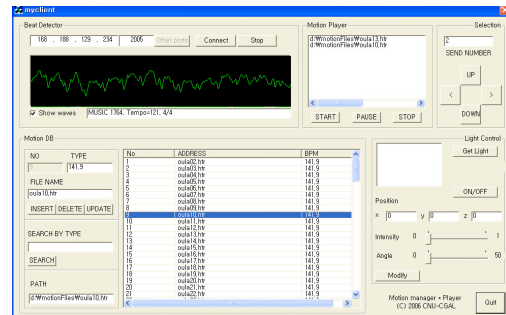 myclient
Beat Detector
168 . 188 . 129 . 234 2005 Other ports Connect Stop
Show waves MUSIC 1764, Tempo=121, 4/4
Motion Player
d:₩motionFiles₩oula13,htr
d:₩motionFiles₩oula10,htr
START PAUSE STOP
Selection
2
SEND NUMBER
UP
< >
DOWN
Motion DB
NO TYPE
9 141,9
FILE NAME
oula10,htr
INSERT DELETE UPDATE
SEARCH BY TYPE
SEARCH
PATH
d:₩motionFiles₩oula10,htr
No ADDRESS BPM
1 oula02,htr 141,9
2 oula03,htr 141,9
3 oula04,htr 141,9
4 oula05,htr 141,9
5 oula06,htr 141,9
6 oula07,htr 141,9
7 oula08,htr 141,9
8 oula09,htr 141,9
9 oula10,htr 141,9
10 oula11,htr 141,9
11 oula12,htr 141,9
12 oula13,htr 141,9
13 oula14,htr 141,9
14 oula15,htr 141,9
15 oula16,htr 141,9
16 oula17,htr 141,9
17 oula18,htr 141,9
18 oula19,htr 141,9
19 oula20,htr 141,9
20 oula21,htr 141,9
21 oula22,htr 141,9
Light Control
Get Light
ON/OFF
Position
x 0 y 0 z 0
Intensity 0 1
Angle 0 50
Modify
Motion manager + Player
(C) 2006 CNU-CGAL
Quit